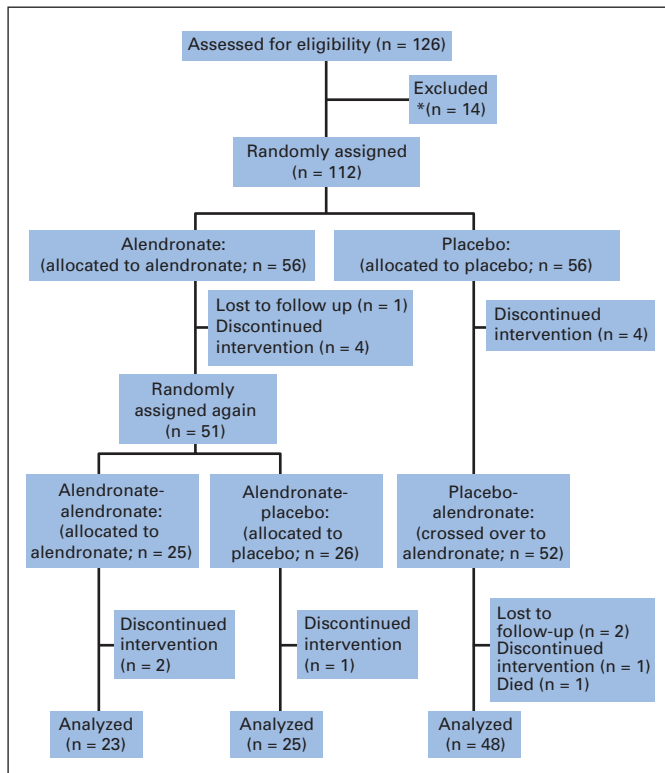 Assessed for eligibility (n = 126)
Excluded
*(n = 14)
Randomly assigned
(n = 112)
Alendronate:
(allocated to alendronate; n = 56)
Placebo:
(allocated to placebo; n = 56)
Lost to follow up (n = 1)
Discontinued
intervention (n = 4)
Discontinued
intervention (n = 4)
Randomly
assigned again
(n = 51)
Alendronate-
alendronate:
(allocated to
alendronate; n = 25)
Alendronate-
placebo:
(allocated to
placebo; n = 26)
Placebo-
alendronate:
(crossed over to
alendronate; n = 52)
Discontinued
intervention
(n = 2)
Discontinued
intervention
(n = 1)
Lost to
follow-up (n = 2)
Discontinued
intervention (n = 1)
Died (n = 1)
Analyzed
(n = 23)
Analyzed
(n = 25)
Analyzed
(n = 48)